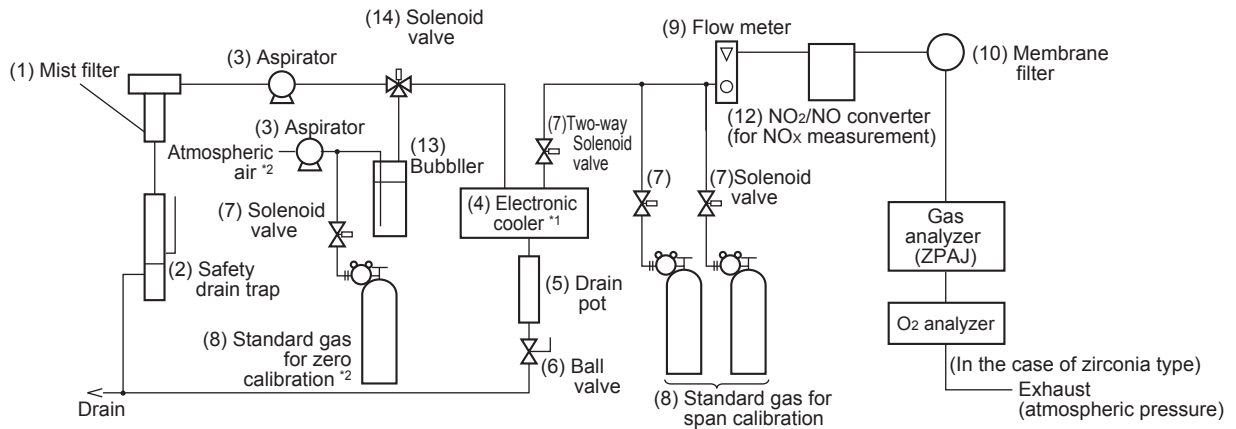 (14) Solenoid
valve
(9) Flow meter
(3) Aspirator
(1) Mist filter
(10) Membrane
filter
(12) NO2/NO converter
(for NOx measurement)
(3) Aspirator
Atmospheric
air *2
(13)
Bubbller
(7)Two-way
Solenoid
valve
(7)
(7)Solenoid
valve
(7) Solenoid
valve
(4) Electronic
cooler *1
Gas
analyzer
(ZPAJ)
(2) Safety
drain trap
(5) Drain
pot
O2 analyzer
(8) Standard gas
for zero
calibration *2
(6) Ball
valve
(In the case of zirconia type)
Exhaust
(atmospheric pressure)
Drain
(8) Standard gas for
span calibration